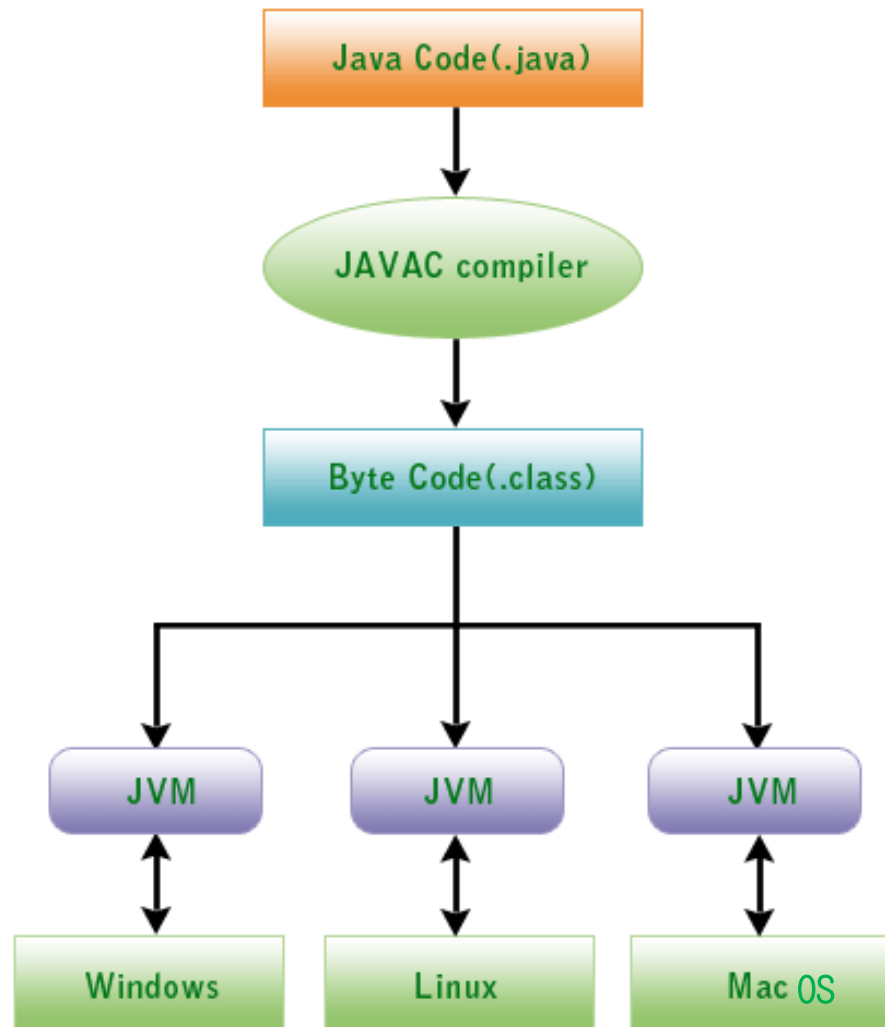 Java Code(.java)
JAVAC compiler
Byte Code(.class)
JVM
JVM
JVM
Windows
Linux
Mac OS